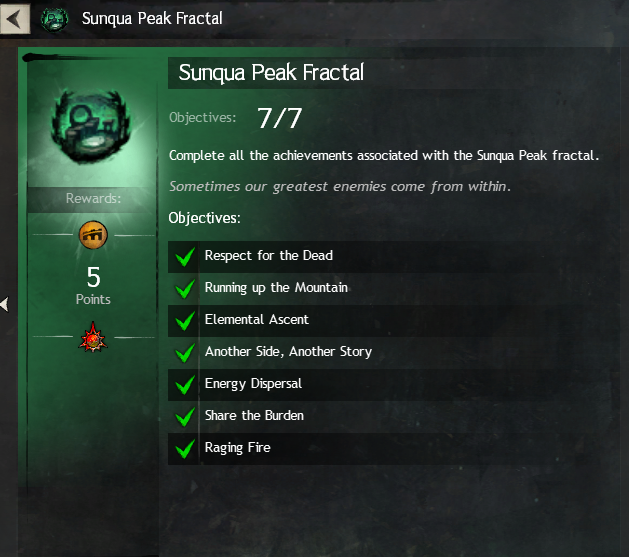 Sunqua Peak Fractal
Sunqua Peak Fractal
Objectives: 7/7
Complete all the achievements associated with the Sunqua Peak fractal.
Sometimes our greatest enemies come from within.
Rewards:
5
Points
Objectives:
Respect for the Dead
Running up the Mountain
Elemental Ascent
Another Side, Another Story
Energy Dispersal
Share the Burden
Raging Fire